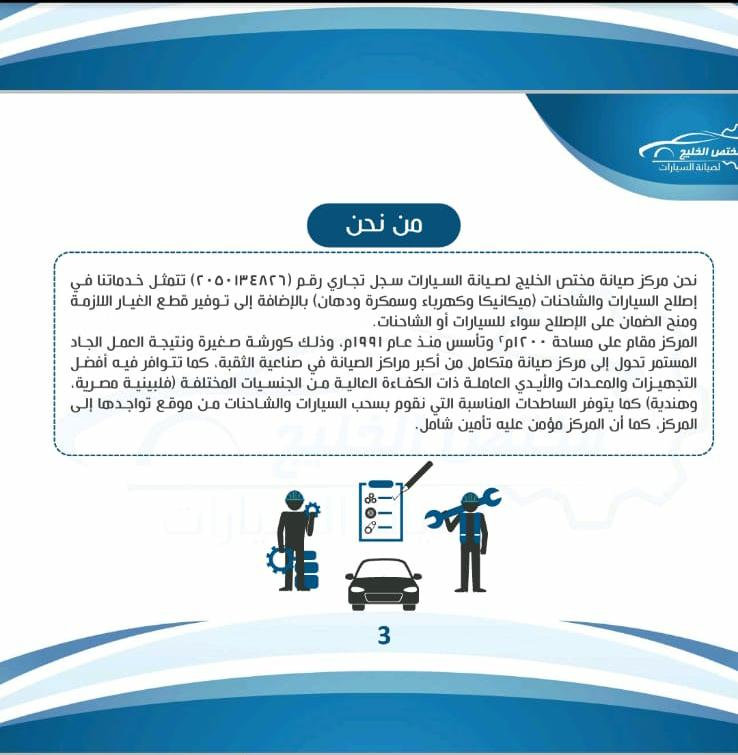 مختص الخليج
لصيانة السيارات
من نحن
نحن مركز صيانة مختص الخليج لصيانة السيارات سجل تجاري رقم (٢٠٥٠١٣٤٨٢٦) تتمثل خدماتنا في
إصلاح السيارات والشاحنات (ميكانيكا وكهرباء وسمكرة ودهان) بالإضافة إلى توفير قطع الغيار اللازمة
ومنح الضمان على الإصلاح سواء للسيارات أو الشاحنات.
المركز مقام على مساحة ١٢٠٠م٢ وتأسس منذ عام ١٩٩١م، وذلك كورشة صغيرة ونتيجة العمل الجاد
المستمر تحول إلى مركز صيانة متكامل من أكبر مراكز الصيانة في صناعية الثقبة، كما تتوافر فيه أفضل
التجهيزات والمعدات والأيدي العاملة ذات الكفاءة العالية من الجنسيات المختلفة (فلبينية مصرية،
وهندية) كما يتوفر الساطحات المناسبة التي نقوم بسحب السيارات والشاحنات من موقع تواجدها إلى
المركز، كما أن المركز مؤمن عليه تأمين شامل.
3